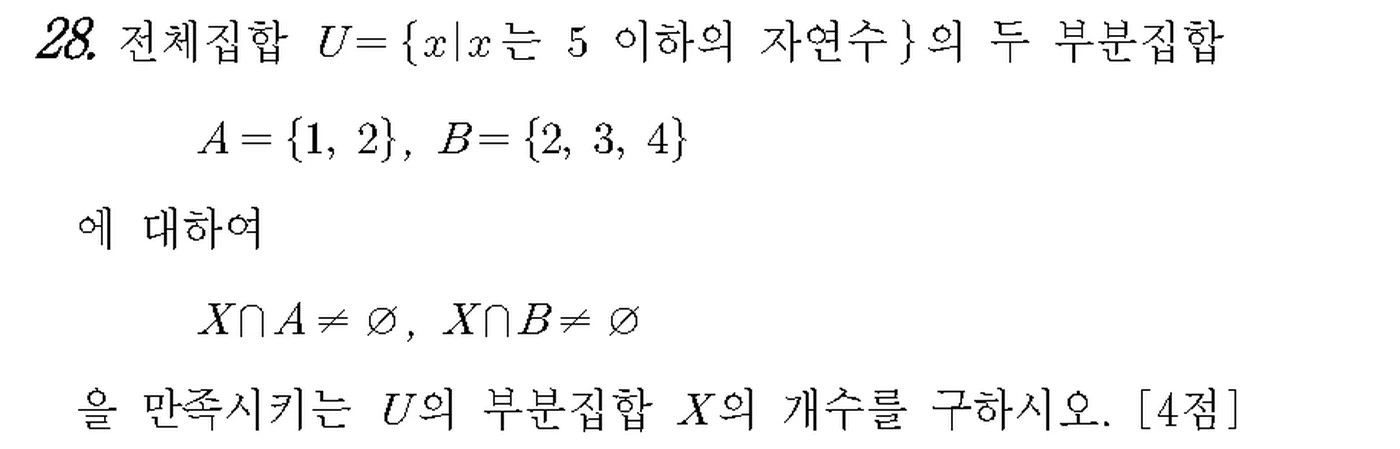 28. 전체집합 U={x|x는 5 이하의 자연수}의 두 부분집합
A={1, 2}, B={2, 3, 4}
에 대하여
X∩A≠∅, X∩B≠∅
을 만족시키는 U의 부분집합 X의 개수를 구하시오. [4점]